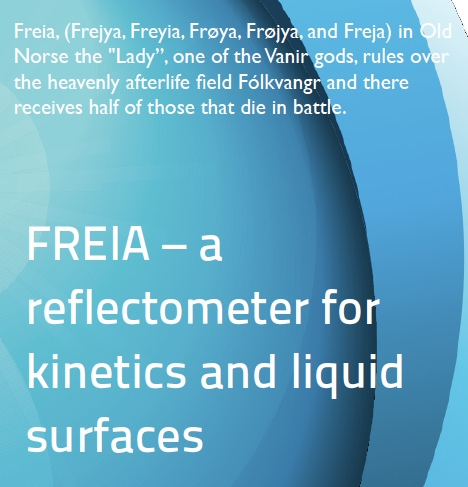 Freia, (Frejya, Freyia, Frøya, Frøjya, and Freja) in Old
Norse the "Lady”, one of the Vanir gods, rules over
the heavenly afterlife field Fólkvangr and there
receives half of those that die in battle.
FREIA – a
reflectometer for
kinetics and liquid
surfaces